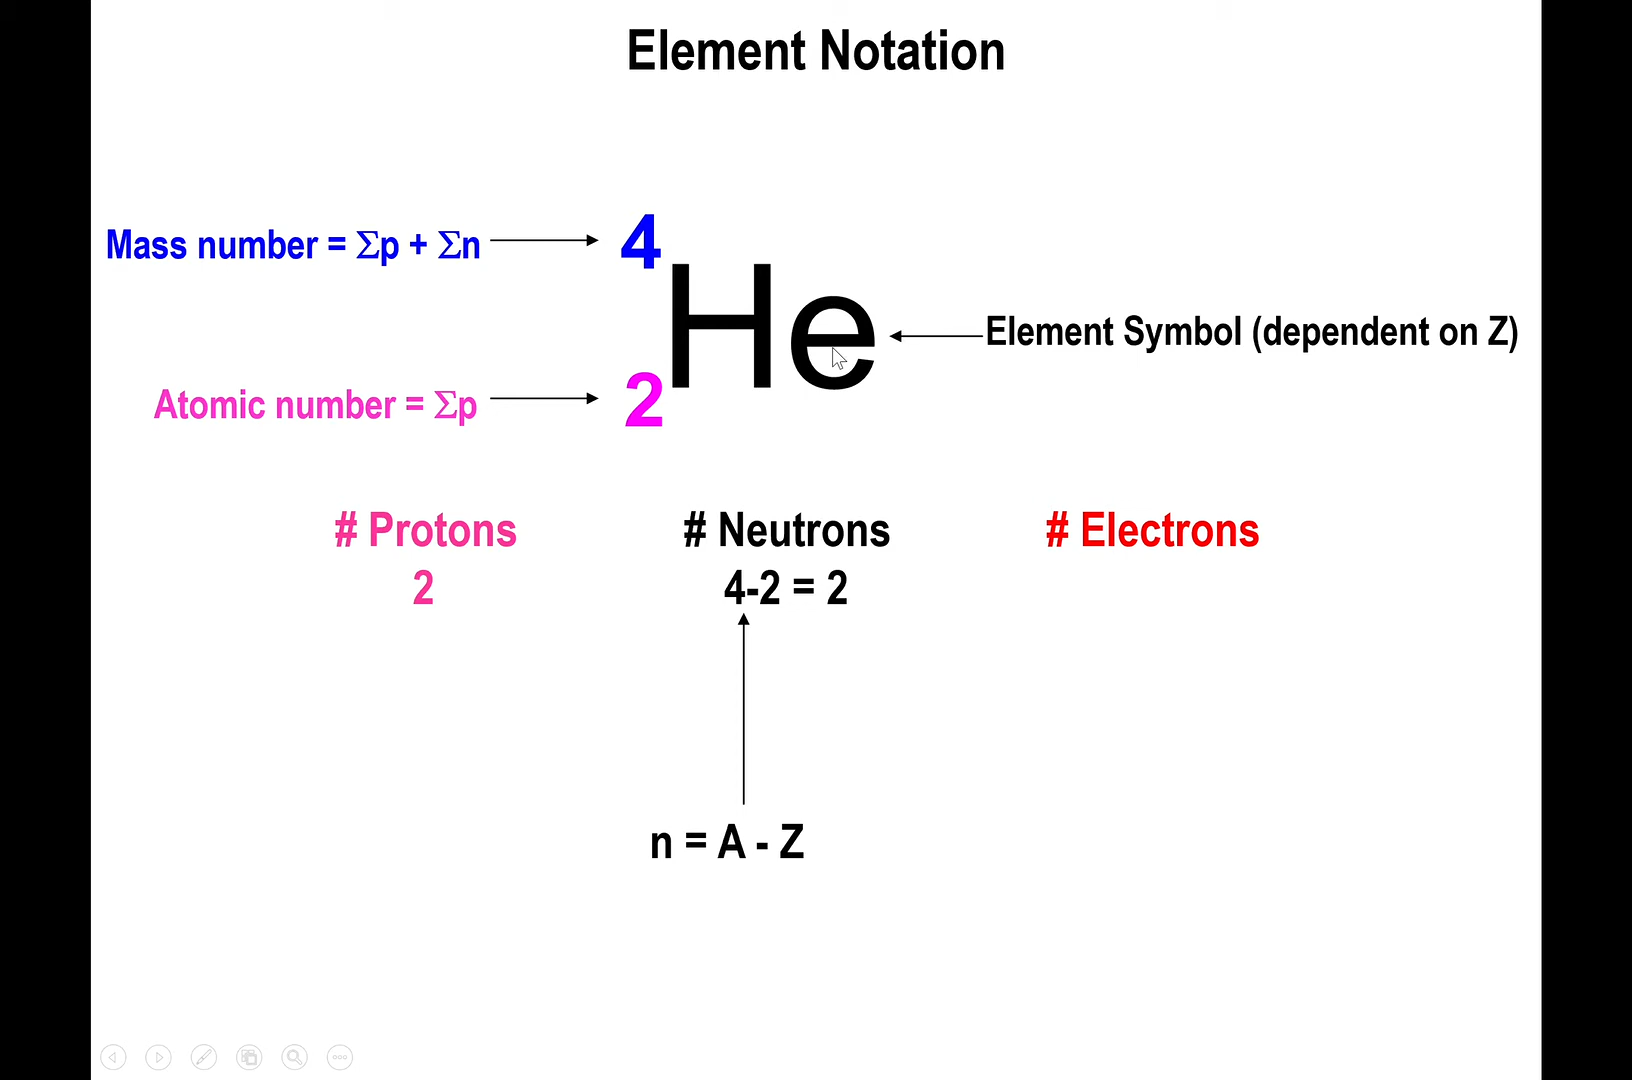 Element Notation
Mass number = Σp + Σn
4
He
Element Symbol (dependent on Z)
Atomic number = Σp
2
# Protons
# Neutrons
# Electrons
2
4-2 = 2
n = A - Z